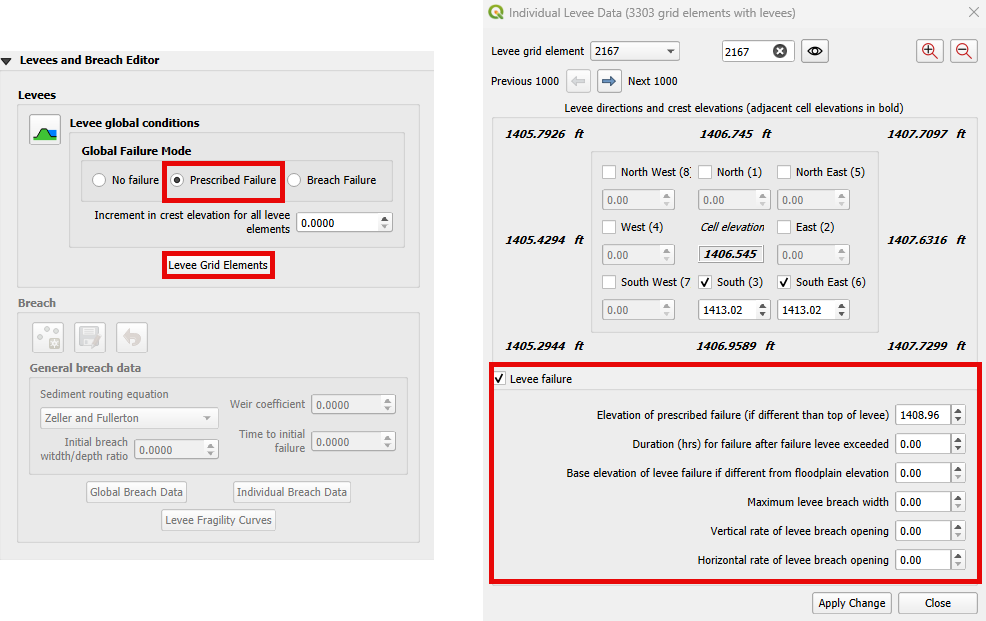 Levees and Breach Editor
Levees
Levee global conditions
Global Failure Mode
No failure
Prescribed Failure
Breach Failure
Increment in crest elevation for all levee
elements
0.0000
Levee Grid Elements
Breach
General breach data
Sediment routing equation
Zeller and Fullerton
Weir coefficient
0.0000
Initial breach
witdth/depth ratio
0.0000
Time to initial
failure
0.0000
Global Breach Data
Individual Breach Data
Levee Fragility Curves
Individual Levee Data (3303 grid elements with levees)
Levee grid element
2167
2167
Previous 1000
Next 1000
Levee directions and crest elevations (adjacent cell elevations in bold)
1405.7926 ft
1406.745 ft
1407.7097 ft
North West (8)
North (1)
North East (5)
0.00
0.00
0.00
1405.4294 ft
West (4)
Cell elevation
East (2)
1407.6316 ft
0.00
1406.545
0.00
South West (7
South (3)
South East (6)
0.00
1413.02
1413.02
1405.2944 ft
1406.9589 ft
1407.7299 ft
Levee failure
Elevation of prescribed failure (if different than top of levee)
1408.96
Duration (hrs) for failure after failure levee exceeded
0.00
Base elevation of levee failure if different from floodplain elevation
0.00
Maximum levee breach width
0.00
Vertical rate of levee breach opening
0.00
Horizontal rate of levee breach opening
0.00
Apply Change
Close